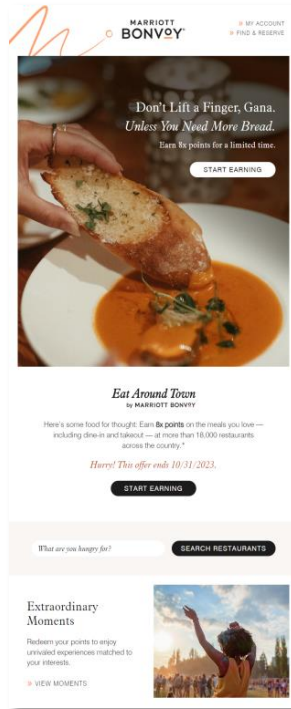 MARRIOTT
BONVOY
MY ACCOUNT
FIND & RESERVE
Don't Lift a Finger, Gana.
Unless You Need More Bread.
Earn 8x points for a limited time.
START EARNING
Eat Around Town
by MARRIOTT BONVOY
Here's some food for thought: Earn 8x points on the meals you love —
including dine-in and takeout — at more than 18,000 restaurants
across the country.*
Hurry! This offer ends 10/31/2023.
START EARNING
What are you hungry for?
SEARCH RESTAURANTS
Extraordinary
Moments
Redeem your points to enjoy
unrivaled experiences matched to
your interests.
VIEW MOMENTS